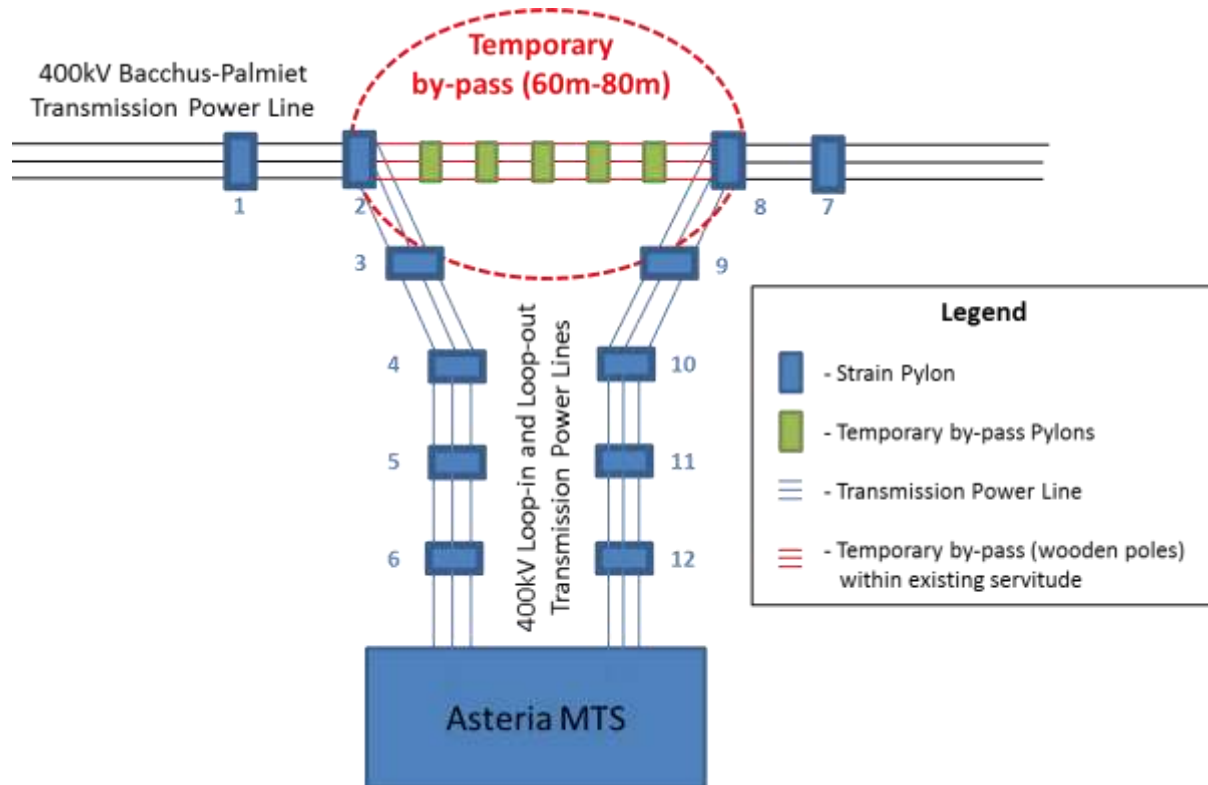 Temporary
by-pass (60m-80m)
400kV Bacchus-Palmiet
Transmission Power Line
1
2
8
7
3
9
4
10
5
11
6
12
400kV Loop-in and Loop-out
Transmission Power Lines
Legend
- Strain Pylon
- Temporary by-pass Pylons
- Transmission Power Line
- Temporary by-pass (wooden poles)
within existing servitude
Asteria MTS